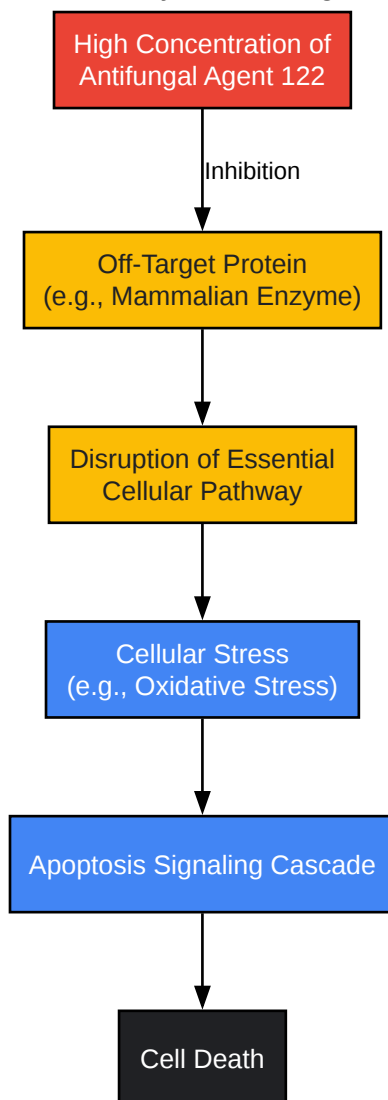 High Concentration of
Antifungal Agent 122
Inhibition
Off-Target Protein
(e.g., Mammalian Enzyme)
Disruption of Essential
Cellular Pathway
Cellular Stress
(e.g., Oxidative Stress)
Apoptosis Signaling Cascade
Cell Death